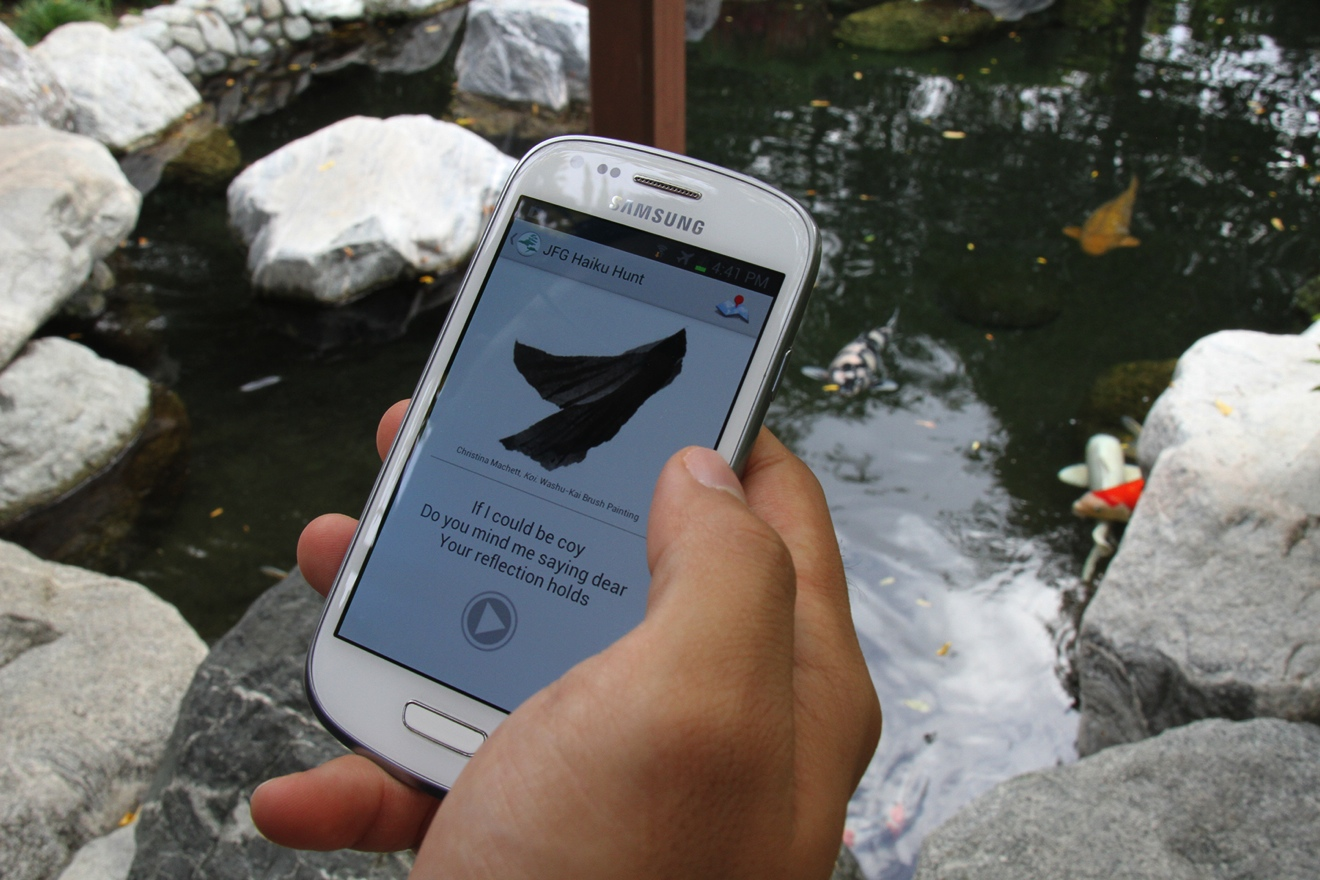 SAMSUNG
4:41 PM
JFG Haiku Hunt
Christina Machett. Koi. Washu-Kai Brush Painting
If I could be coy
Do you mind me saying dear
Your reflection holds